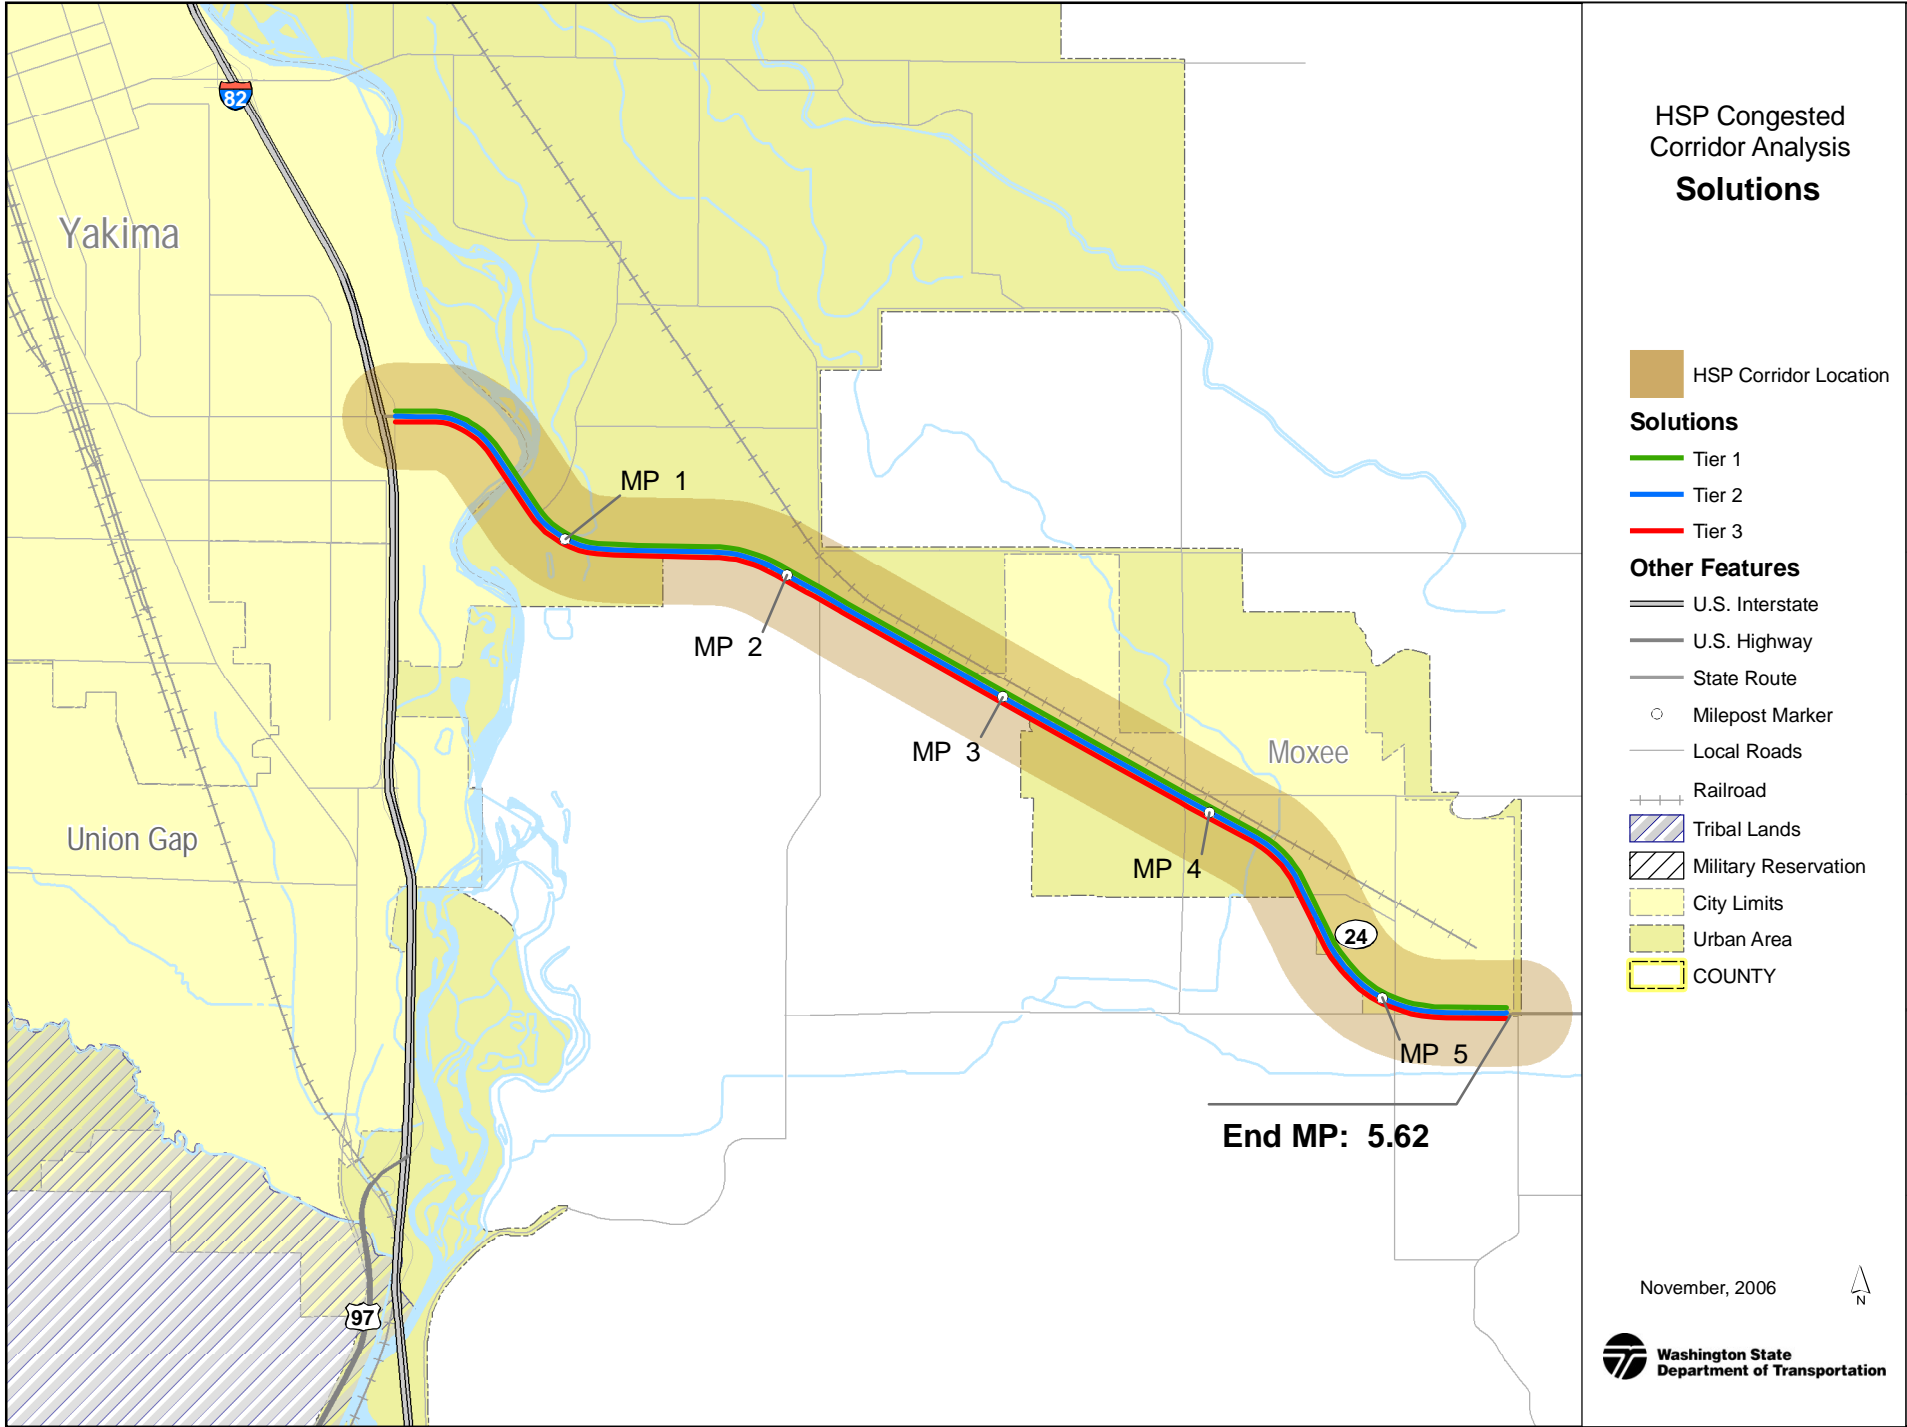 HSP Congested
Corridor Analysis
Solutions
82
Yakima
MP 1
MP 2
MP 3
Moxee
MP 4
24
MP 5
End MP: 5.62
Union Gap
97
HSP Corridor Location
Solutions
Tier 1
Tier 2
Tier 3
Other Features
U.S. Interstate
U.S. Highway
State Route
Milepost Marker
Local Roads
Railroad
Tribal Lands
Military Reservation
City Limits
Urban Area
COUNTY
November, 2006
N
Washington State
Department of Transportation